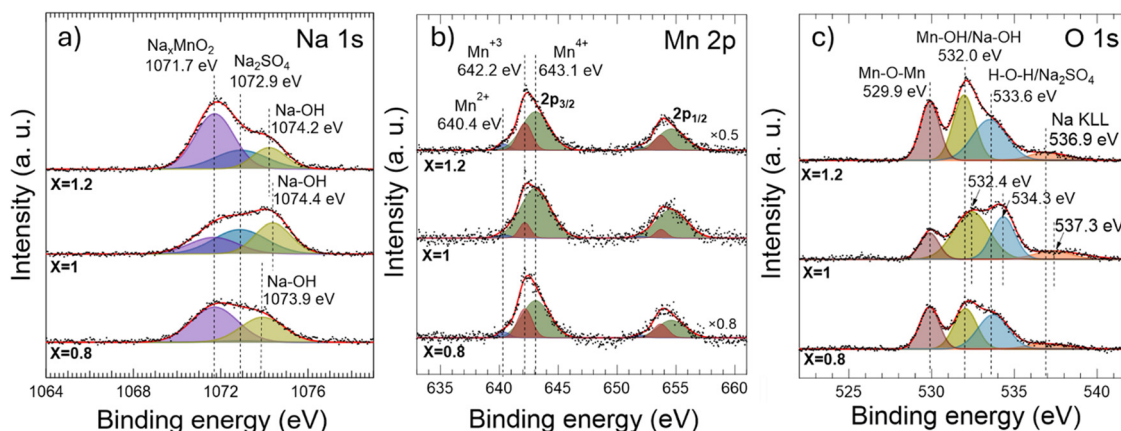 a)
Na 1s
NaₓMnO₂
1071.7 eV
Na₂SO₄
1072.9 eV
Na-OH
1074.2 eV
X=1.2
Na-OH
1074.4 eV
X=1
Na-OH
1073.9 eV
X=0.8
Intensity (a. u.)
1064
1070
1076
Binding energy (eV)
b)
Mn 2p
Mn⁺³
642.2 eV
Mn⁴⁺
643.1 eV
Mn²⁺
640.4 eV
2p₃/₂
2p₁/₂
×0.5
X=1.2
X=1
×0.8
X=0.8
Intensity (a. u.)
635
640
645
650
655
660
Binding energy (eV)
c)
O 1s
Mn-OH/Na-OH
532.0 eV
Mn-O-Mn
529.9 eV
H-O-H/Na₂SO₄
533.6 eV
Na KLL
536.9 eV
X=1.2
532.4 eV
534.3 eV
537.3 eV
X=1
X=0.8
Intensity (a. u.)
525
530
535
540
Binding energy (eV)